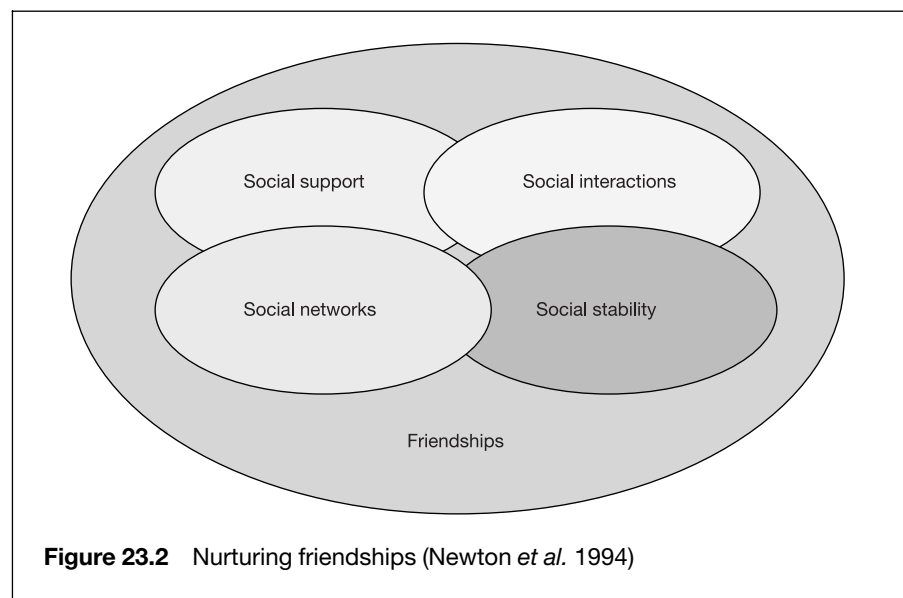 Social support
Social interactions
Social networks
Social stability
Friendships
Figure 23.2 Nurturing friendships (Newton et al. 1994)